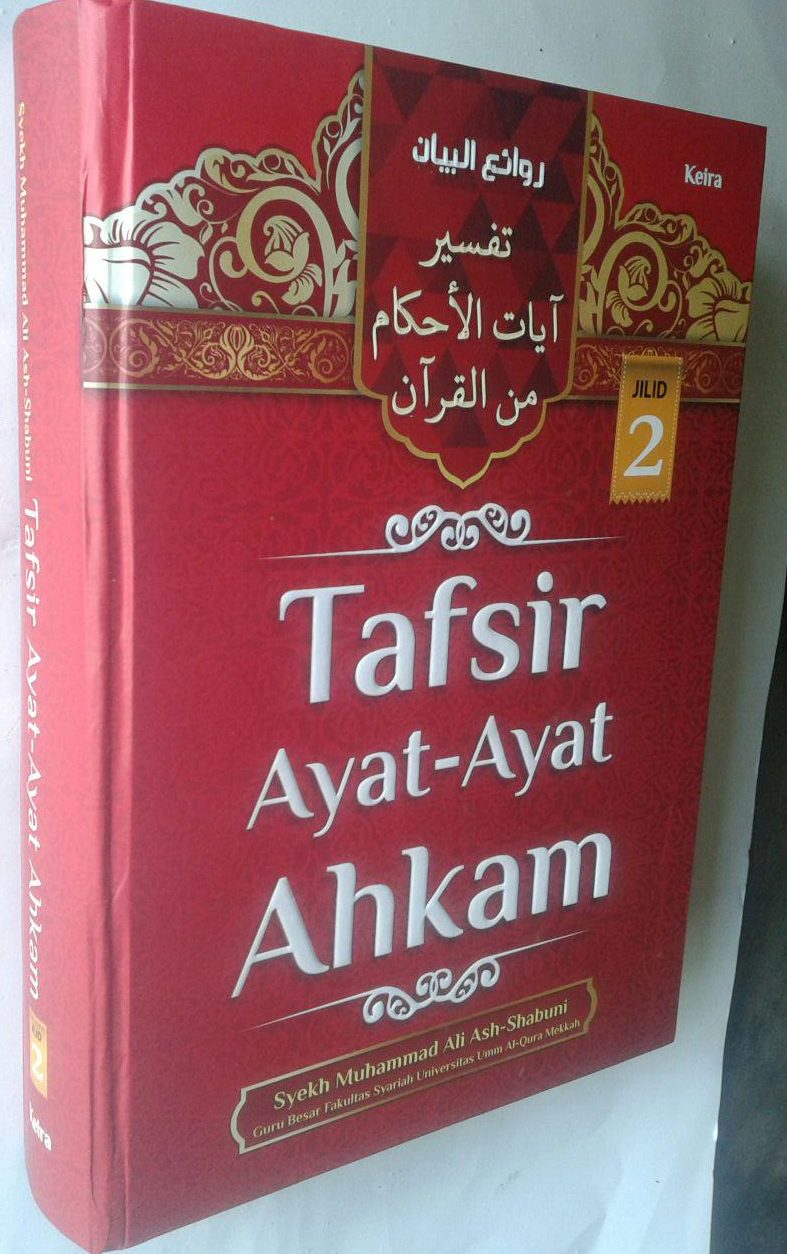 روائع البيان
تفسير
آيات الأحكام
من القرآن
Keira
JILID
2
Tafsir
Ayat-Ayat
Ahkam
Syekh Muhammad Ali Ash-Shabuni
Guru Besar Fakultas Syariah Universitas Umm Al-Qura Mekkah
Syekh Muhammad Ali Ash-Shabuni Tafsir Ayat-Ayat Ahkam
JILID
2
Keira